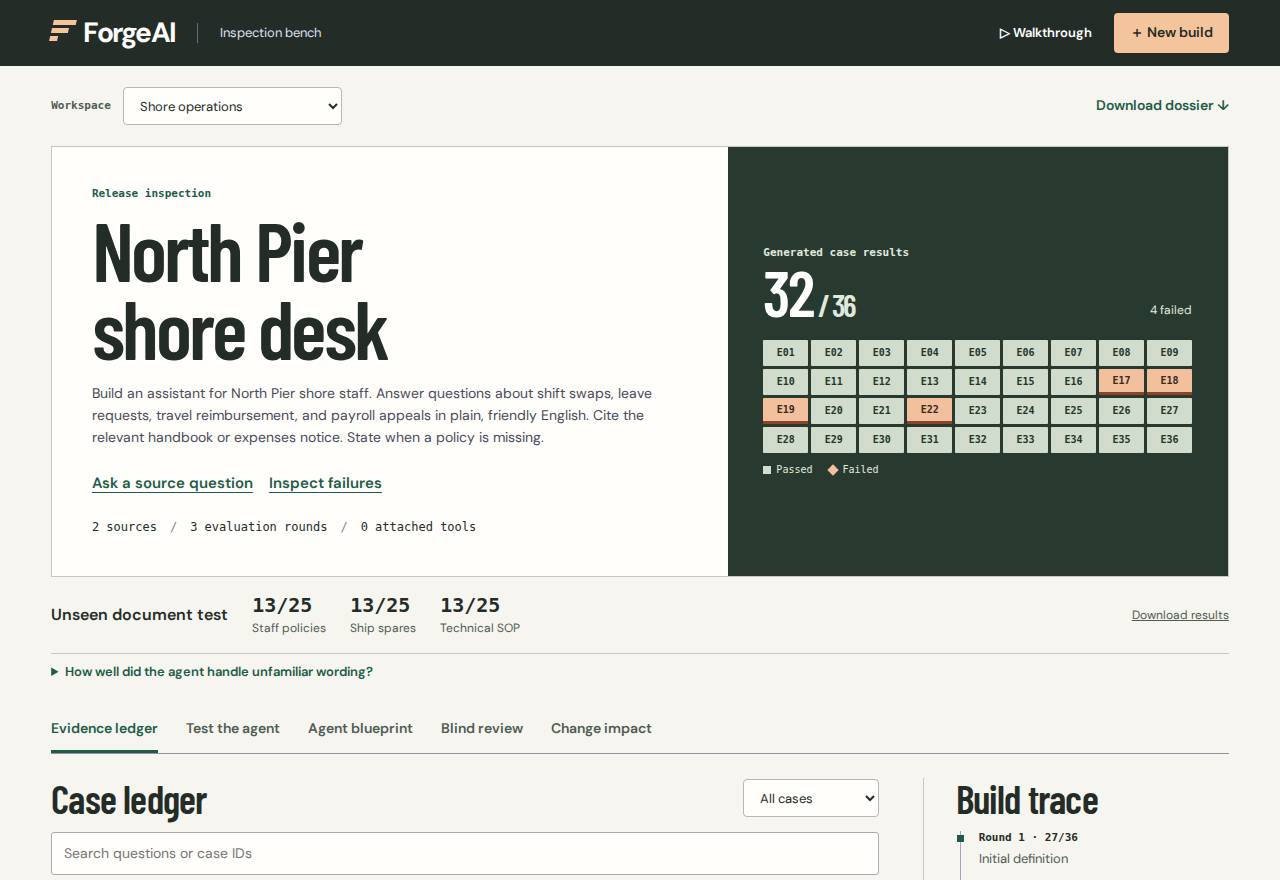 ForgeAI
Inspection bench
▷ Walkthrough
+ New build
Workspace
Shore operations
Download dossier ↓
Release inspection
North Pier
shore desk
Build an assistant for North Pier shore staff. Answer questions about shift swaps, leave
requests, travel reimbursement, and payroll appeals in plain, friendly English. Cite the
relevant handbook or expenses notice. State when a policy is missing.
Ask a source question
Inspect failures
2 sources / 3 evaluation rounds / 0 attached tools
Generated case results
32 / 36
4 failed
E01 E02 E03 E04 E05 E06 E07 E08 E09
E10 E11 E12 E13 E14 E15 E16 E17 E18
E19 E20 E21 E22 E23 E24 E25 E26 E27
E28 E29 E30 E31 E32 E33 E34 E35 E36
Passed Failed
Unseen document test
13/25 13/25 13/25
Staff policies Ship spares Technical SOP
Download results
▶ How well did the agent handle unfamiliar wording?
Evidence ledger Test the agent Agent blueprint Blind review Change impact
Case ledger
All cases
Search questions or case IDs
Build trace
Round 1 · 27/36
Initial definition